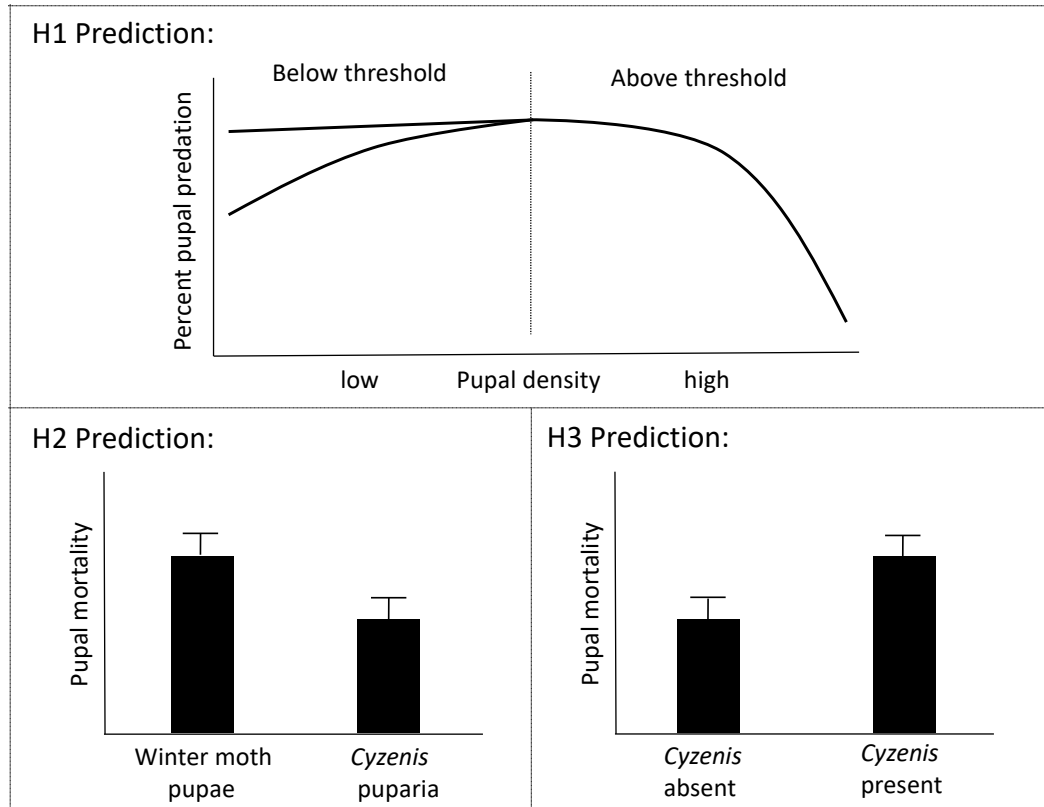 H1 Prediction:
Below threshold
Above threshold
Percent pupal predation
low
Pupal density
high
H2 Prediction:
Pupal mortality
Winter moth
pupae
Cyzenis
puparia
H3 Prediction:
Pupal mortality
Cyzenis
absent
Cyzenis
present